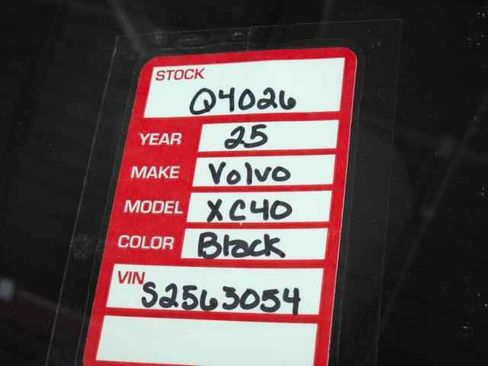 STOCK
Q4026
YEAR 25
MAKE Volvo
MODEL XC40
COLOR Black
VIN
S2563054